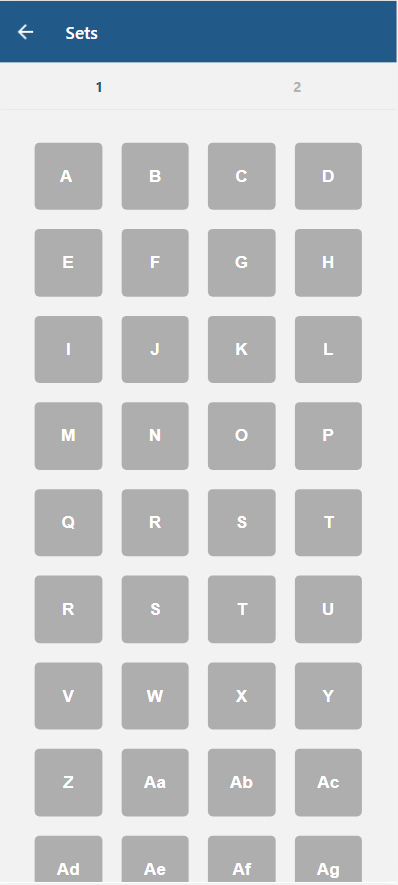 Sets
1 2
A B C D
E F G H
I J K L
M N O P
Q R S T
R S T U
V W X Y
Z Aa Ab Ac
Ad Ae Af Ag